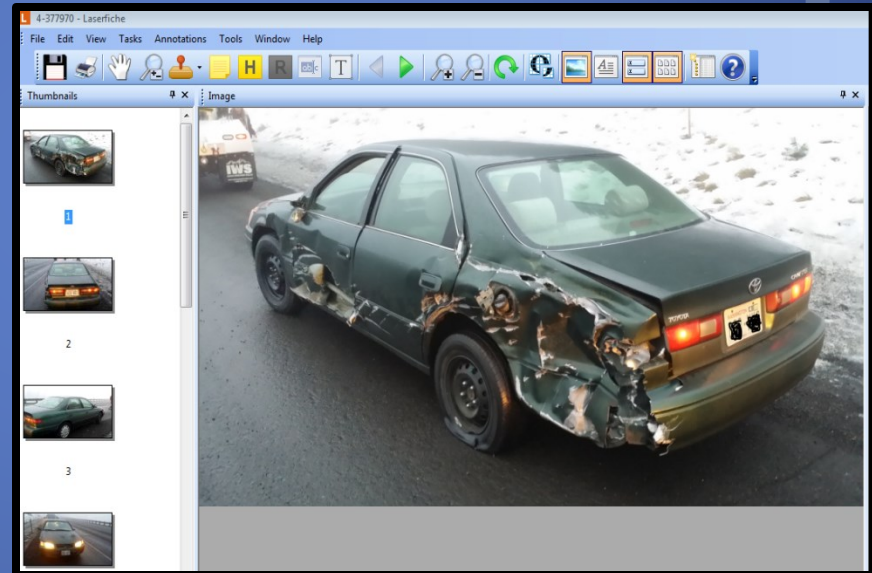 4-377970 - Laserfiche
File Edit View Tasks Annotations Tools Window Help
H R T
Thumbnails
Image
1
2
3
IWS
TOYOTA